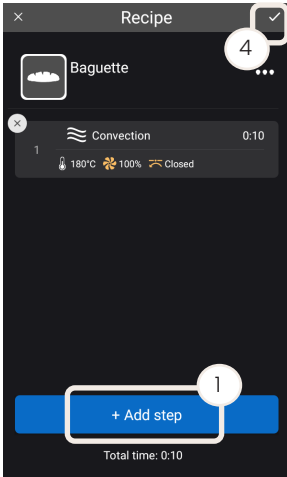 Recipe
4
Baguette
Convection 0:10
1
180°C 100% Closed
1
+ Add step
Total time: 0:10